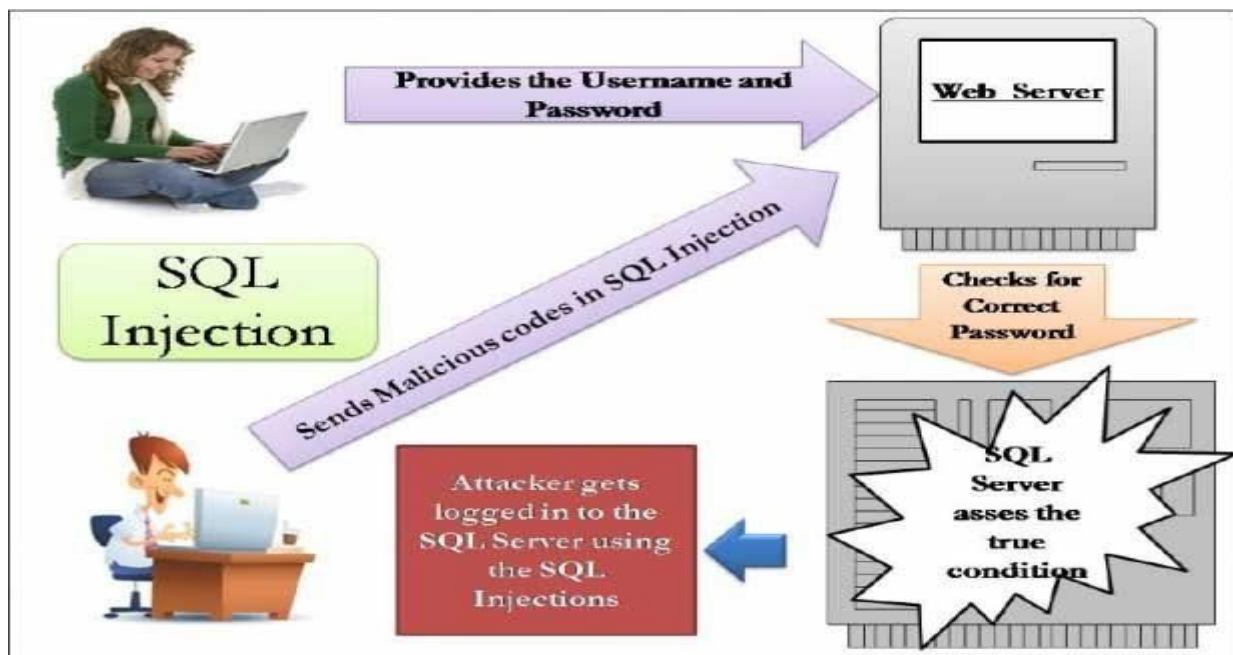 Provides the Username and
Password
Web Server
SQL
Injection
Sends Malicious codes in SQL Injection
Checks for
Correct
Password
SQL
Server
asses the
true
condition
Attacker gets
logged in to the
SQL Server using
the SQL
Injections